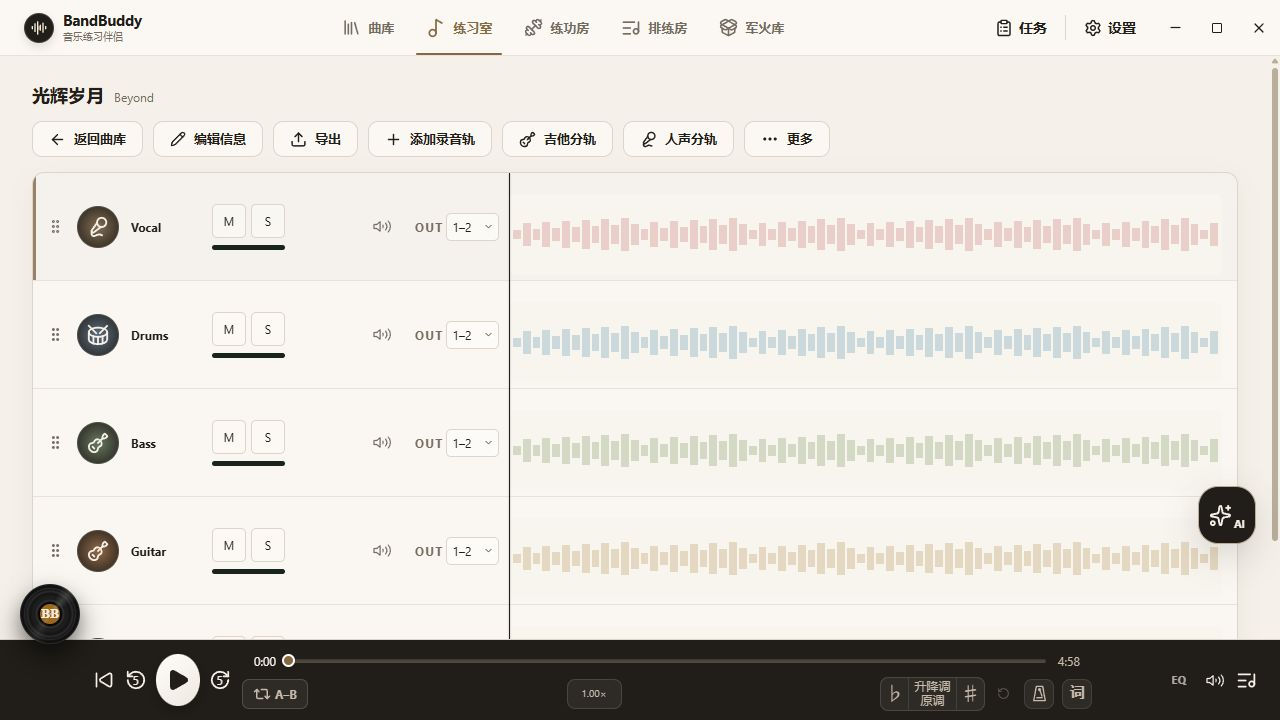 BandBuddy
音乐练习伴侣
曲库
练习室
练功房
排练房
军火库
任务
设置
光辉岁月 Beyond
返回曲库
编辑信息
导出
添加录音轨
吉他分轨
人声分轨
更多
Vocal M S OUT 1–2
Drums M S OUT 1–2
Bass M S OUT 1–2
Guitar M S OUT 1–2
AI
BB
0:00 4:58
5
5
A–B
1.00×
♭ 升降调 ♯
原调
词
EQ